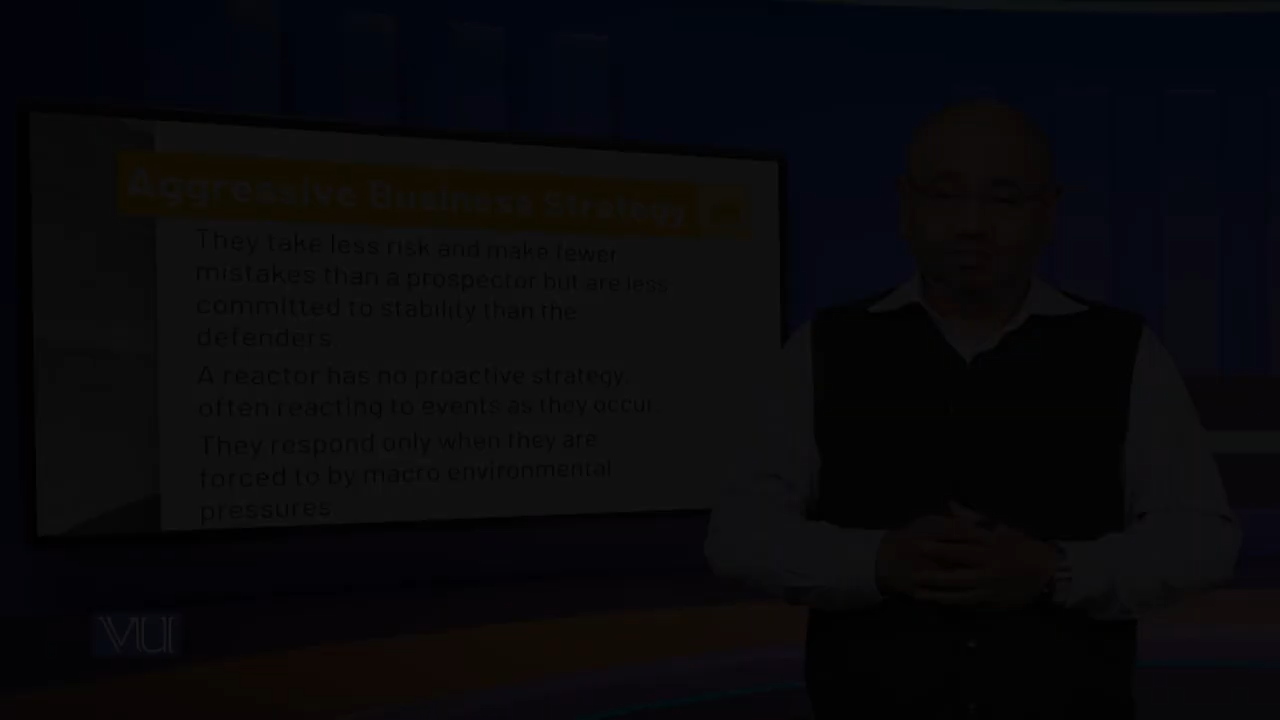 Aggressive Business Strategy
They take less risk and make fewer
mistakes than a prospector but are less
committed to stability than the
defenders.
A reactor has no proactive strategy,
often reacting to events as they occur.
They respond only when they are
forced to by macro environmental
pressures
VU